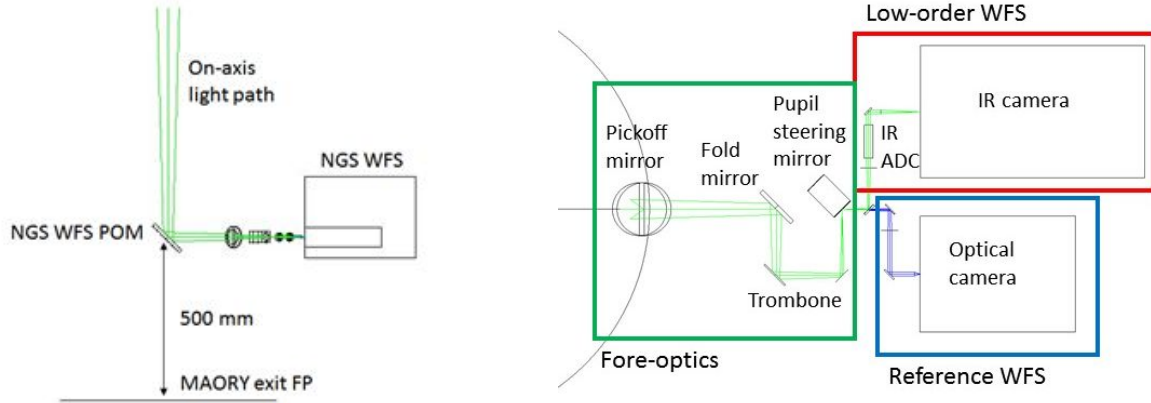 On-axis
light path
NGS WFS
NGS WFS POM
500 mm
MAORY exit FP
Low-order WFS
IR camera
Pupil
steering
mirror
IR
ADC
Pickoff
mirror
Fold
mirror
Optical
camera
Trombone
Fore-optics
Reference WFS